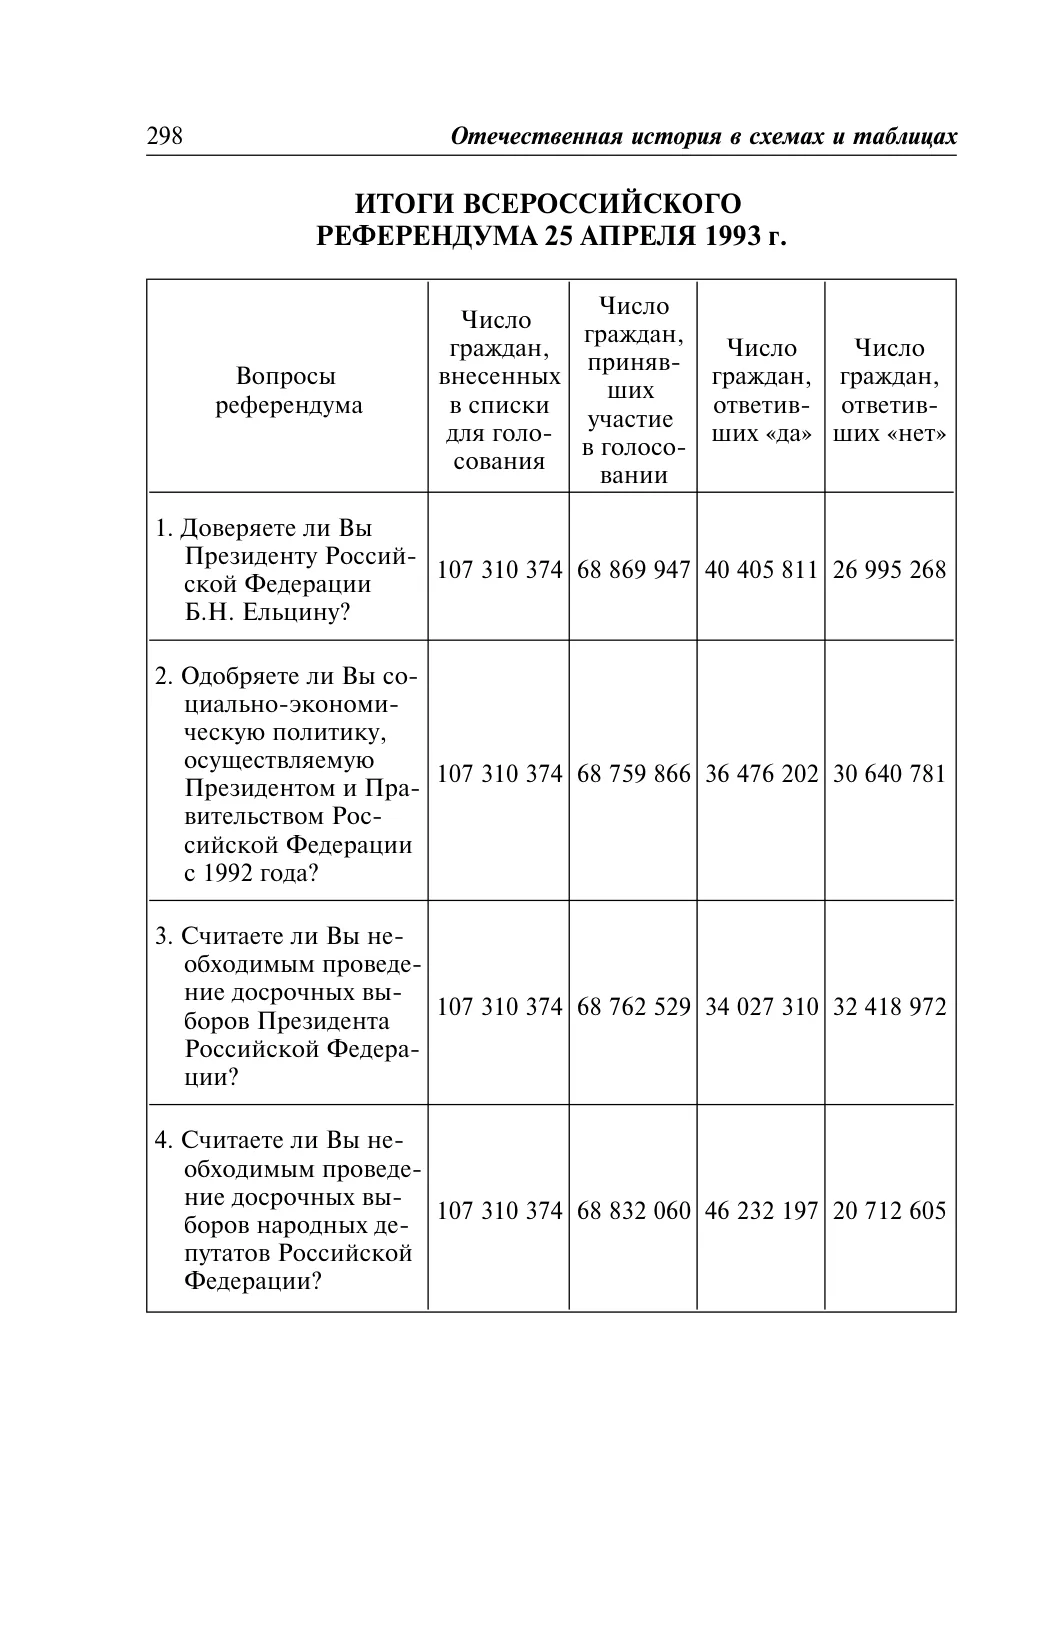 298
Отечественная история в схемах и таблицах
ИТОГИ ВСЕРОССИЙСКОГО
РЕФЕРЕНДУМА 25 АПРЕЛЯ 1993 г.
Вопросы
референдума
Число
граждан,
внесенных
в списки
для голо-
сования
Число
граждан,
приняв-
ших
участие
в голосо-
вании
Число
граждан,
ответив-
ших «да»
Число
граждан,
ответив-
ших «нет»
1. Доверяете ли Вы
Президенту Россий-
ской Федерации
Б.Н. Ельцину?
107 310 374
68 869 947
40 405 811
26 995 268
2. Одобряете ли Вы со-
циально-экономи-
ческую политику,
осуществляемую
Президентом и Пра-
вительством Рос-
сийской Федерации
с 1992 года?
107 310 374
68 759 866
36 476 202
30 640 781
3. Считаете ли Вы не-
обходимым проведе-
ние досрочных вы-
боров Президента
Российской Федера-
ции?
107 310 374
68 762 529
34 027 310
32 418 972
4. Считаете ли Вы не-
обходимым проведе-
ние досрочных вы-
боров народных де-
путатов Российской
Федерации?
107 310 374
68 832 060
46 232 197
20 712 605